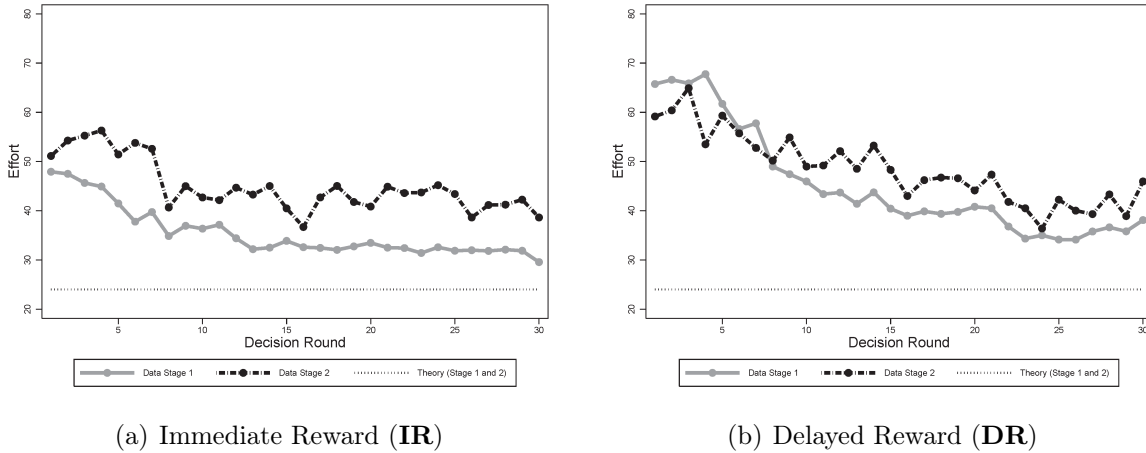 80
70
60
50
40
30
20
Effort
5
10
15
20
25
30
Decision Round
Data Stage 1
Data Stage 2
Theory (Stage 1 and 2)
(a) Immediate Reward (IR)
80
70
60
50
40
30
20
Effort
5
10
15
20
25
30
Decision Round
Data Stage 1
Data Stage 2
Theory (Stage 1 and 2)
(b) Delayed Reward (DR)